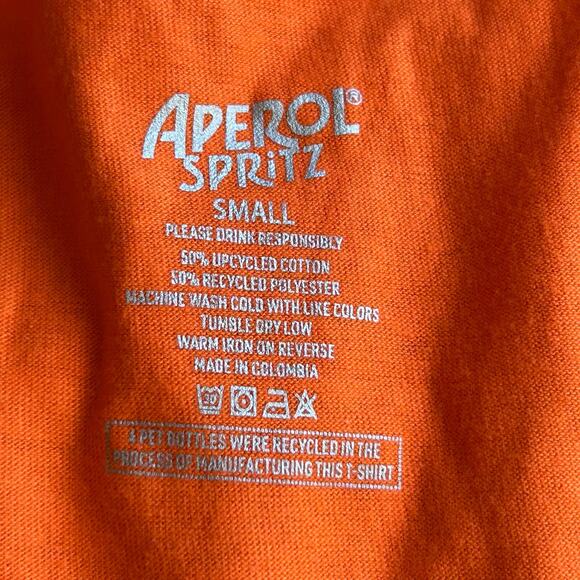 APEROL®
SPRITZ
SMALL
PLEASE DRINK RESPONSIBLY
50% UPCYCLED COTTON
50% RECYCLED POLYESTER
MACHINE WASH COLD WITH LIKE COLORS
TUMBLE DRY LOW
WARM IRON ON REVERSE
MADE IN COLOMBIA
30
4 PET BOTTLES WERE RECYCLED IN THE
PROCESS OF MANUFACTURING THIS T-SHIRT